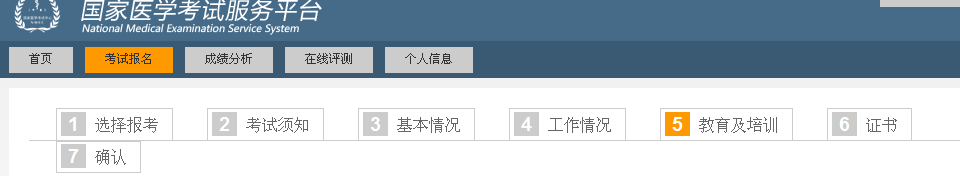 国家医学考试服务平台
National Medical Examination Service System
首页 考试报名 成绩分析 在线评测 个人信息
1 选择报考 2 考试须知 3 基本情况 4 工作情况 5 教育及培训 6 证书
7 确认